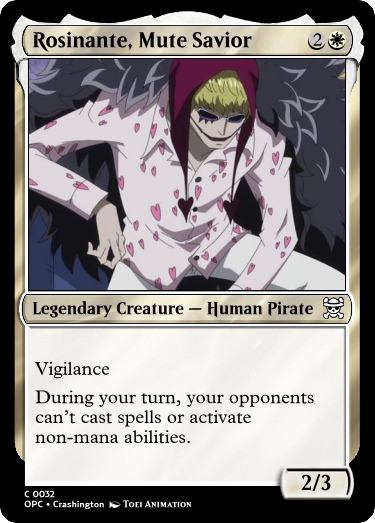 Rosinante, Mute Savior 2
Legendary Creature — Human Pirate
Vigilance
During your turn, your opponents
can't cast spells or activate
non-mana abilities.
2/3
C 0032
OPC • Crashington TOEI ANIMATION